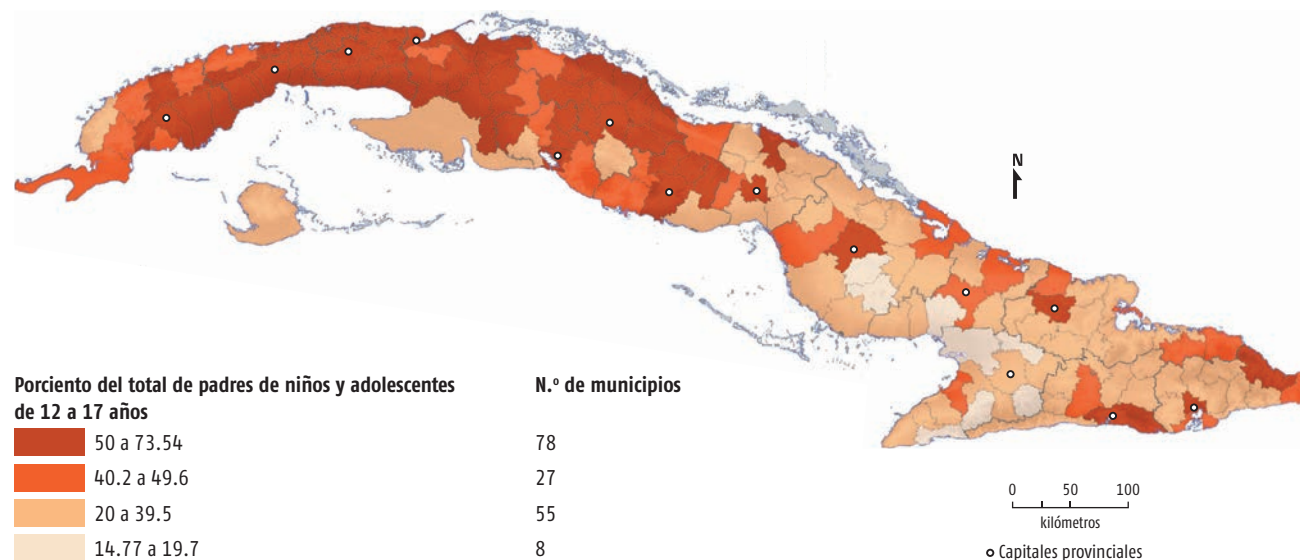 N
Porciento del total de padres de niños y adolescentes
de 12 a 17 años
N.º de municipios
50 a 73.54 78
40.2 a 49.6 27
20 a 39.5 55
14.77 a 19.7 8
0 50 100
kilómetros
Capitales provinciales